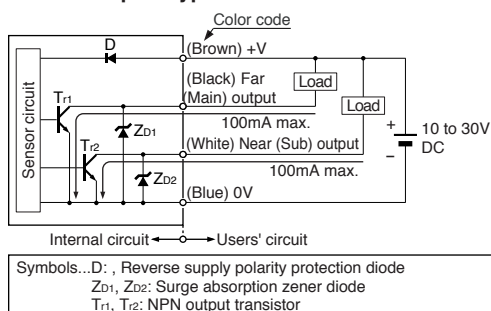 Color code
D
(Brown) +V
(Black) Far
(Main) output
Load
Load
Tr1
ZD1
100mA max.
Sensor circuit
+
10 to 30V
DC
−
Tr2
(White) Near (Sub) output
ZD2
100mA max.
(Blue) 0V
Internal circuit
Users' circuit
Symbols...D: , Reverse supply polarity protection diode
ZD1, ZD2: Surge absorption zener diode
Tr1, Tr2: NPN output transistor